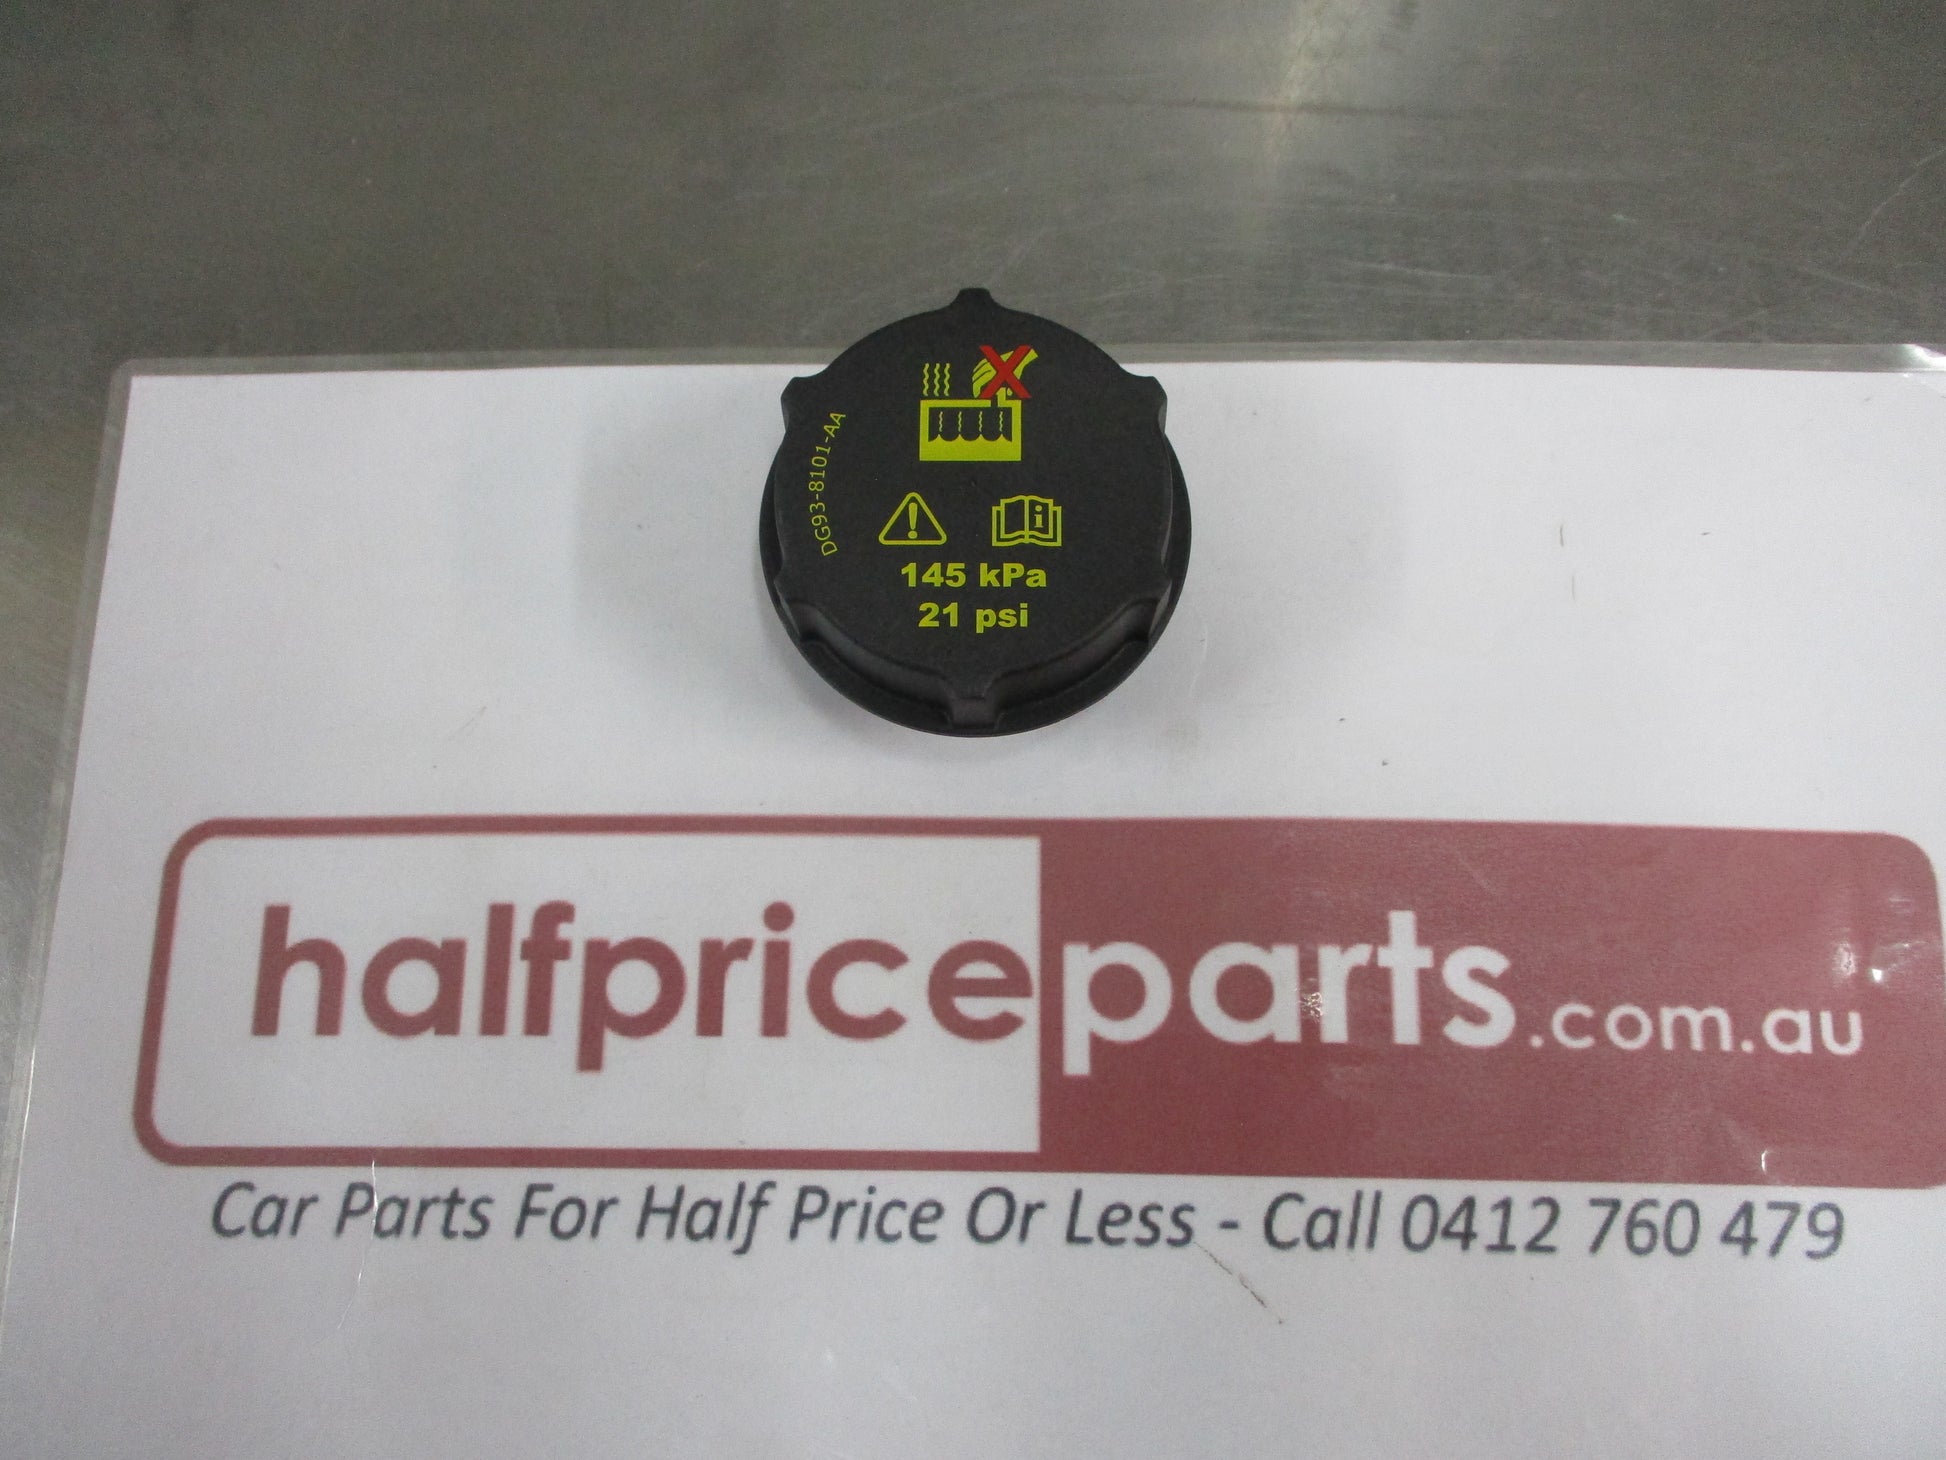 DG93-8101-AA
145 kPa
21 psi
halfpriceparts.com.au
Car Parts For Half Price Or Less - Call 0412 760 479